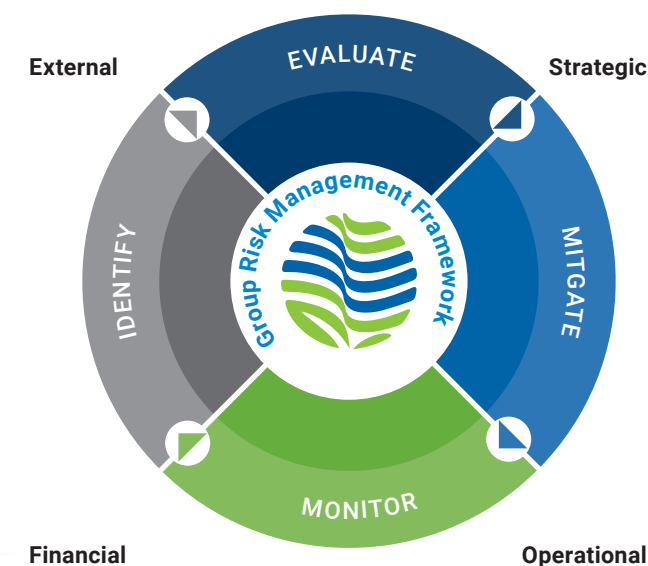 External
EVALUATE
Strategic
Group Risk Management Framework
IDENTIFY
MITGATE
MONITOR
Financial
Operational